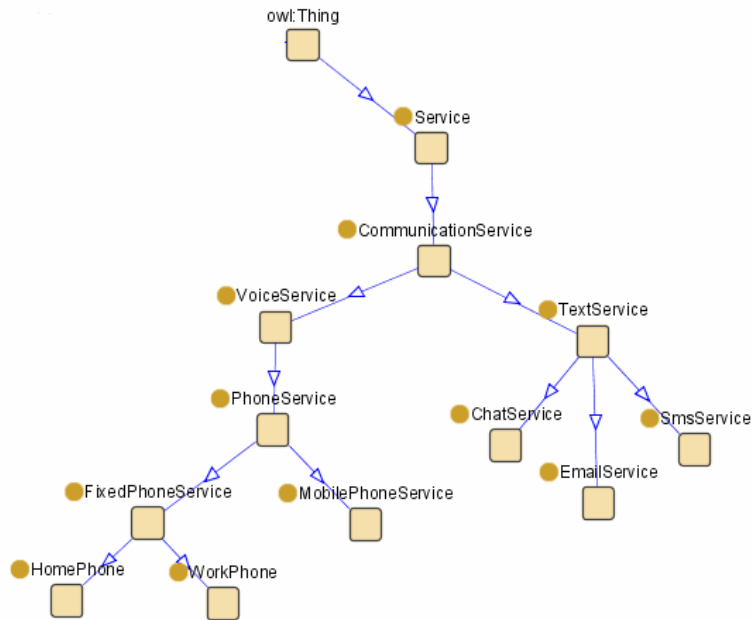 owl:Thing
Service
CommunicationService
VoiceService
TextService
PhoneService
ChatService
SmsService
EmailService
FixedPhoneService
MobilePhoneService
HomePhone
WorkPhone